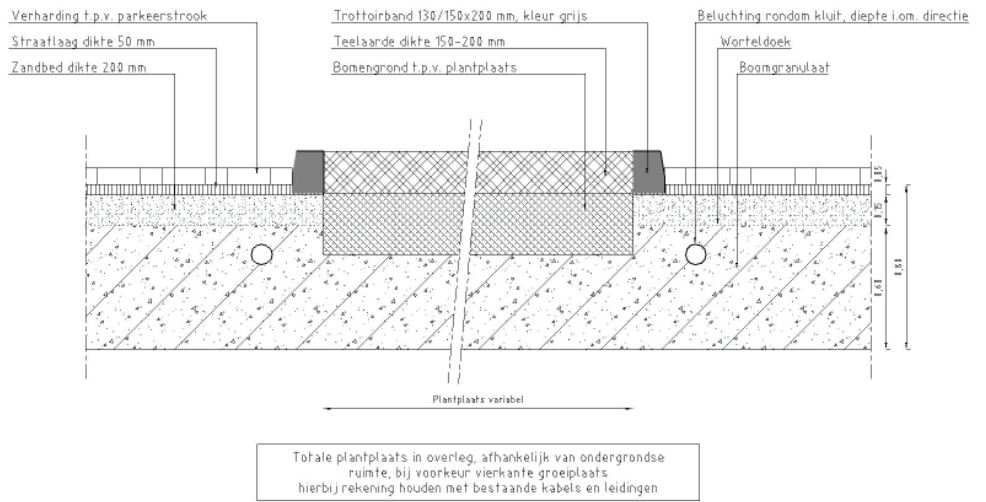 Verharding t.p.v. parkeerstrook
Straatlaag dikte 50 mm
Zandbed dikte 200 mm
Trottoirband 130/150x200 mm, kleur grijs
Teelaarde dikte 150-200 mm
Bomengrond t.p.v. plantplaats
Beluchting rondom kluit, diepte i.om. directie
Worteldoek
Boomgranulaat
0,05
0,15
0,60
0,80
Plantplaats variabel
Totale plantplaats in overleg, afhankelijk van ondergrondse
ruimte, bij voorkeur vierkante groeiplaats
hierbij rekening houden met bestaande kabels en leidingen